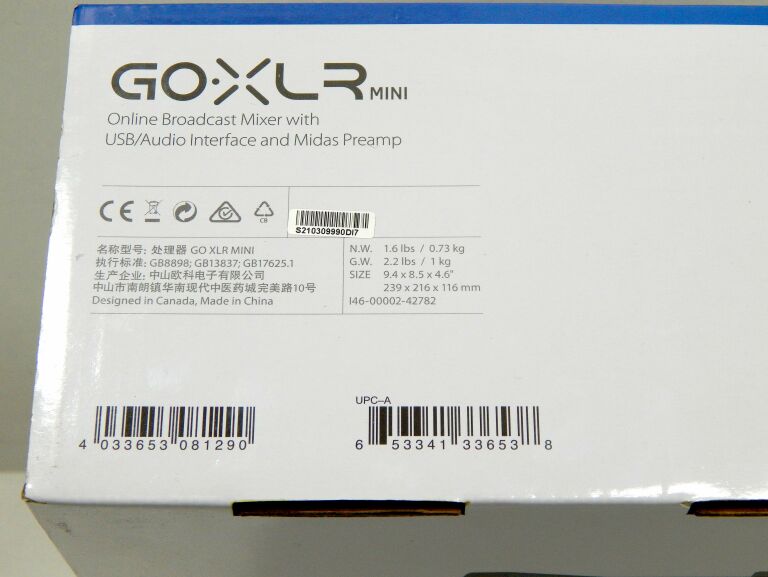 GO·XLR MINI
Online Broadcast Mixer with
USB/Audio Interface and Midas Preamp
CB
S210309990DI7
名称型号: 处理器 GO XLR MINI
执行标准: GB8898; GB13837; GB17625.1
生产企业: 中山欧科电子有限公司
中山市南朗镇华南现代中医药城完美路10号
Designed in Canada, Made in China
N.W. 1.6 lbs / 0.73 kg
G.W. 2.2 lbs / 1 kg
SIZE 9.4 x 8.5 x 4.6"
239 x 216 x 116 mm
I46-00002-42782
4 033653 081290
UPC–A
6 53341 33653 8